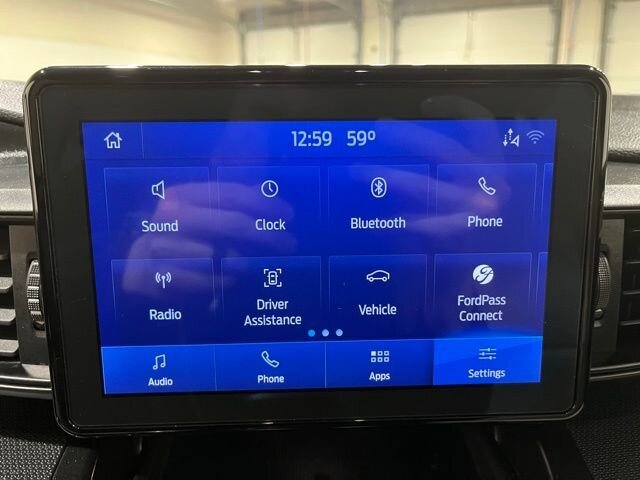 12:59 59°
Sound Clock Bluetooth Phone
Radio Driver Assistance Vehicle FordPass Connect
Audio Phone Apps Settings